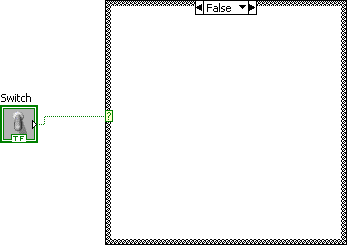 False
Switch
?
TF